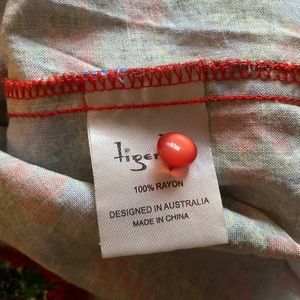 100% RAYON
DESIGNED IN AUSTRALIA
MADE IN CHINA